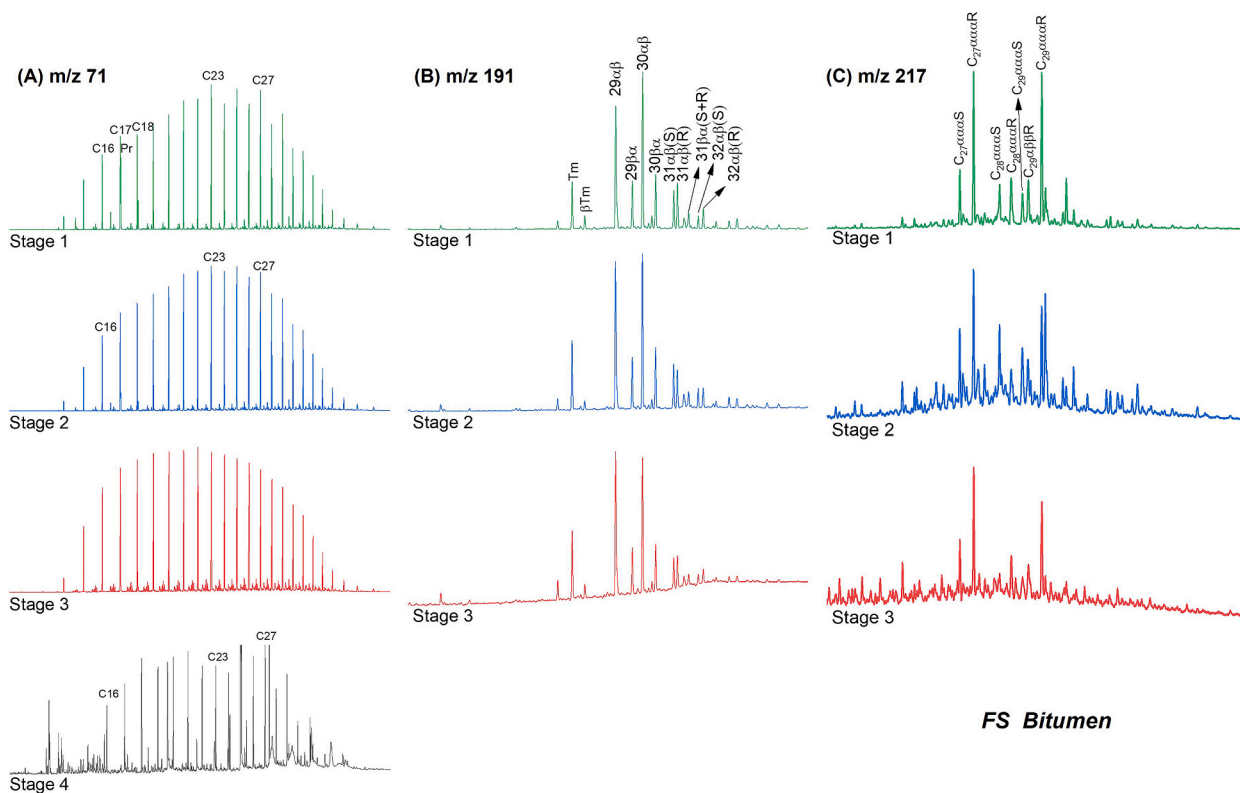 (A) m/z 71
C16
C17
Pr
C18
C23
C27
Stage 1
C16
C23
C27
Stage 2
Stage 3
C16
C23
C27
Stage 4
(B) m/z 191
Tm
βTm
29αβ
29βα
30αβ
30βα
31αβ(S)
31αβ(R)
31βα(S+R)
32αβ(S)
32αβ(R)
Stage 1
Stage 2
Stage 3
(C) m/z 217
C27αααS
C27αααR
C28αααS
C28αααR
C29αααS
C29αββR
C29αααR
Stage 1
Stage 2
Stage 3
FS Bitumen